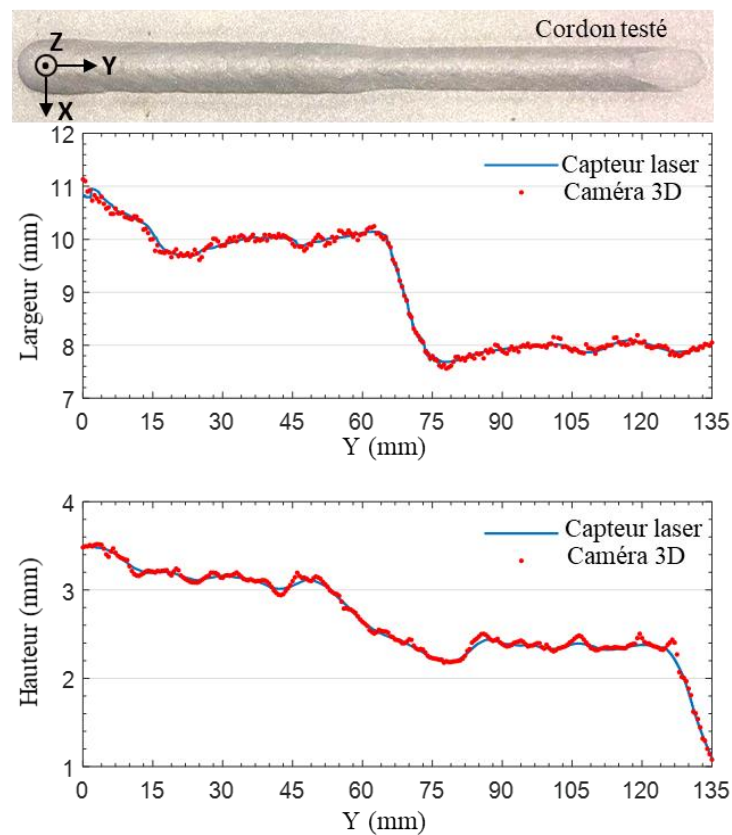 Cordon testé
Z
Y
X
12
11
10
9
8
7
Largeur (mm)
Capteur laser
Caméra 3D
0 15 30 45 60 75 90 105 120 135
Y (mm)
4
3
2
1
Hauteur (mm)
Capteur laser
Caméra 3D
0 15 30 45 60 75 90 105 120 135
Y (mm)